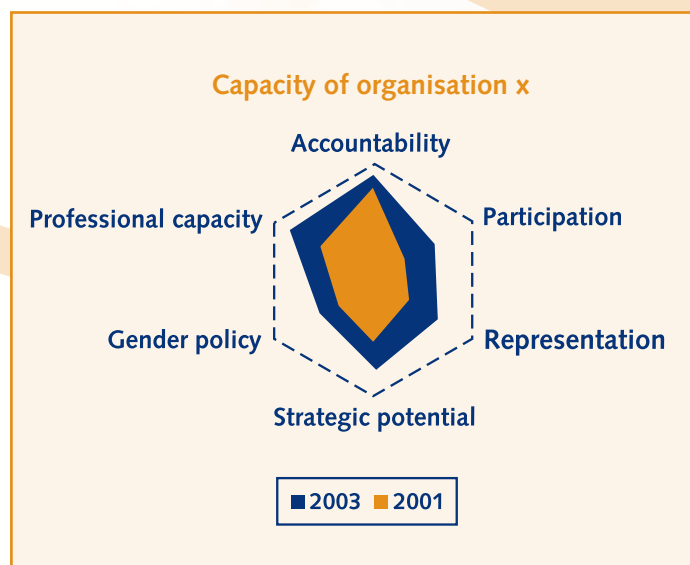 Capacity of organisation x
Accountability
Professional capacity
Participation
Gender policy
Representation
Strategic potential
2003 2001